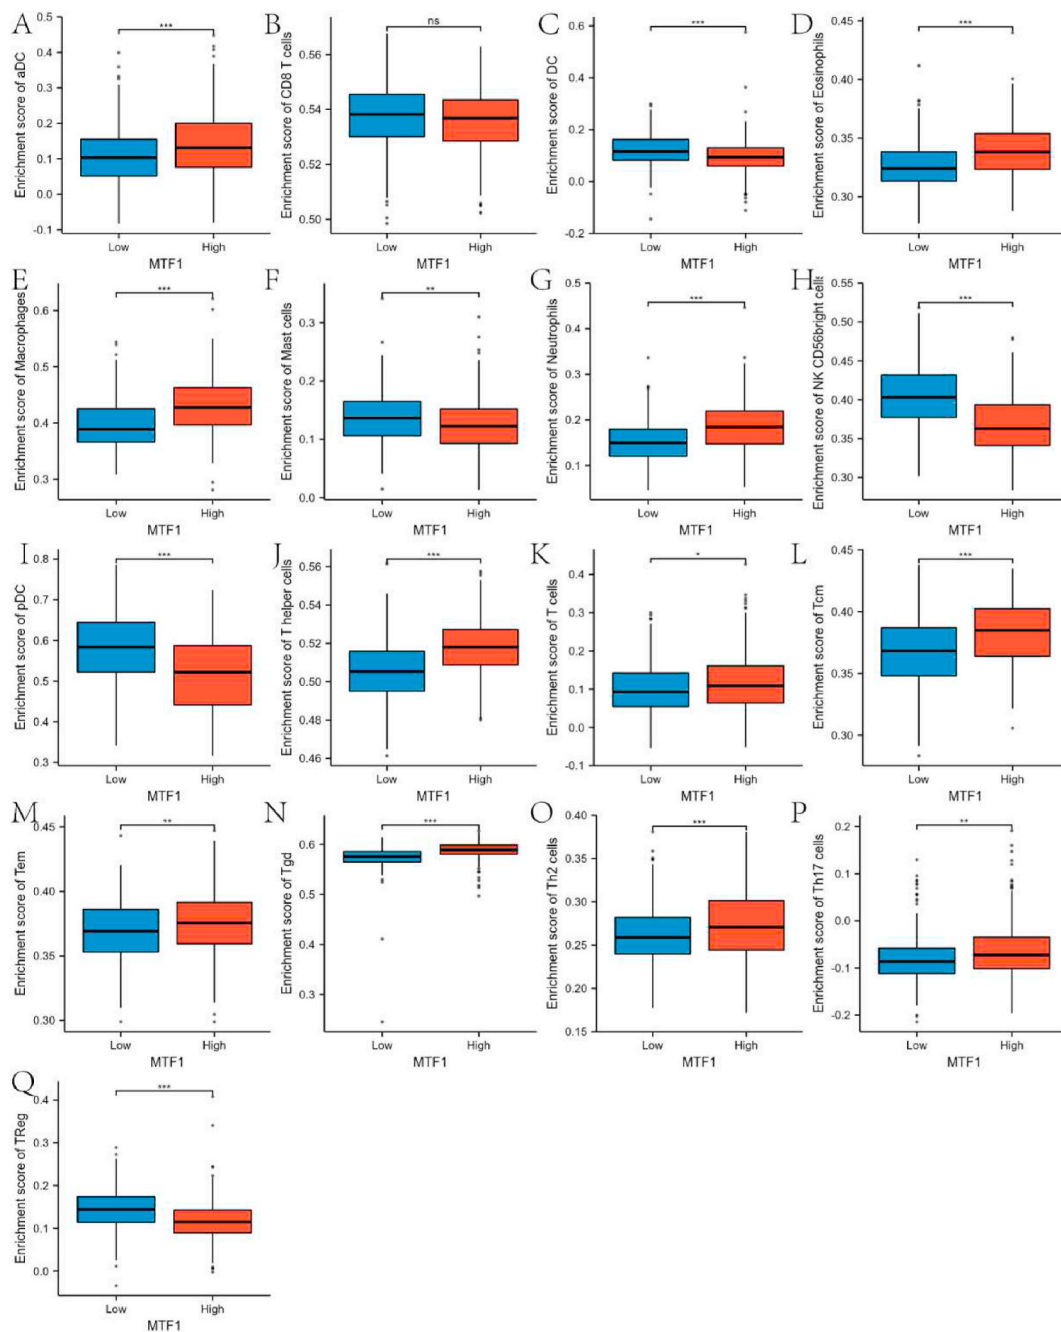 A
Enrichment score of aDC
***
0.5
0.4
0.3
0.2
0.1
0.0
-0.1
Low
High
MTF1
B
Enrichment score of CD8 T cells
ns
0.56
0.54
0.52
0.50
Low
High
MTF1
C
Enrichment score of DC
***
0.6
0.4
0.2
0.0
-0.2
Low
High
MTF1
D
Enrichment score of Eosinophils
***
0.45
0.40
0.35
0.30
Low
High
MTF1
E
Enrichment score of Macrophages
***
0.6
0.5
0.4
0.3
Low
High
MTF1
F
Enrichment score of Mast cells
**
0.3
0.2
0.1
0.0
Low
High
MTF1
G
Enrichment score of Neutrophils
***
0.5
0.4
0.3
0.2
0.1
Low
High
MTF1
H
Enrichment score of NK CD56bright cells
***
0.55
0.50
0.45
0.40
0.35
0.30
Low
High
MTF1
I
Enrichment score of pDC
***
0.8
0.7
0.6
0.5
0.4
0.3
Low
High
MTF1
J
Enrichment score of T helper cells
***
0.56
0.54
0.52
0.50
0.48
0.46
Low
High
MTF1
K
Enrichment score of T cells
*
0.4
0.3
0.2
0.1
0.0
-0.1
Low
High
MTF1
L
Enrichment score of Tcm
***
0.45
0.40
0.35
0.30
Low
High
MTF1
M
Enrichment score of Tem
**
0.45
0.40
0.35
0.30
Low
High
MTF1
N
Enrichment score of Tgd
***
0.6
0.5
0.4
0.3
Low
High
MTF1
O
Enrichment score of Th2 cells
***
0.40
0.35
0.30
0.25
0.20
0.15
Low
High
MTF1
P
Enrichment score of Th17 cells
**
0.2
0.1
0.0
-0.1
-0.2
Low
High
MTF1
Q
Enrichment score of TReg
***
0.4
0.3
0.2
0.1
0.0
Low
High
MTF1